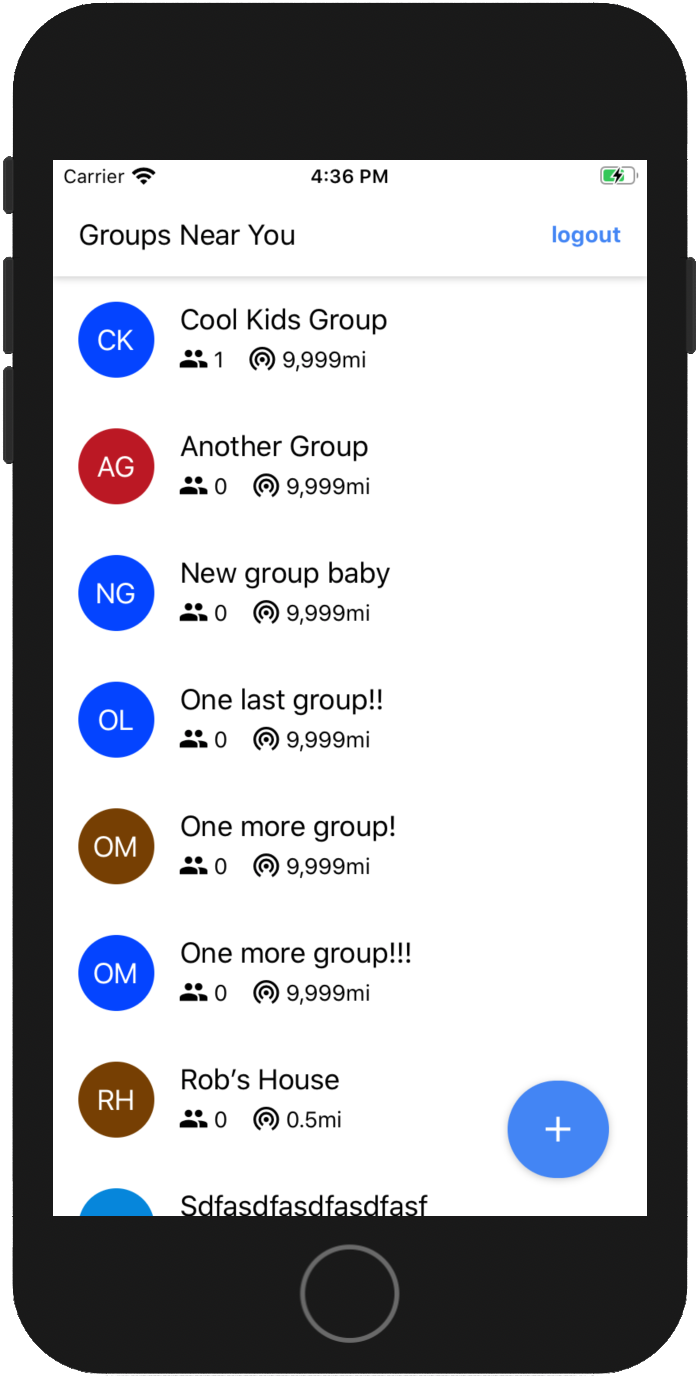 Carrier 4:36 PM
Groups Near You logout
CK Cool Kids Group
1 9,999mi
AG Another Group
0 9,999mi
NG New group baby
0 9,999mi
OL One last group!!
0 9,999mi
OM One more group!
0 9,999mi
OM One more group!!!
0 9,999mi
RH Rob’s House
0 0.5mi
+
Sdfasdfasdfasdfasf